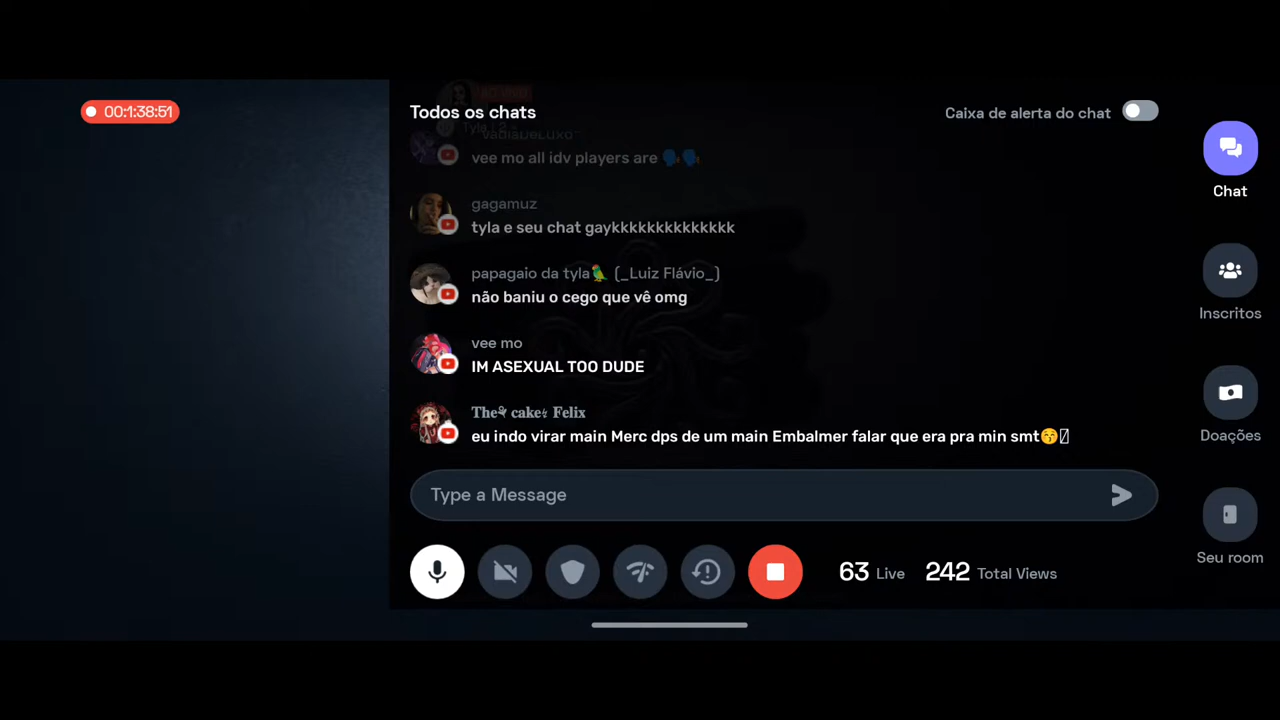 00:1:38:51
Todos os chats
Caixa de alerta do chat
vee mo all idv players are 🗣️🗣️
gagamuz
tyla e seu chat gaykkkkkkkkkkkkkk
papagaio da tyla🦜 (_Luiz Flávio_)
não baniu o cego que vê omg
vee mo
IM ASEXUAL TOO DUDE
The cake Felix
eu indo virar main Merc dps de um main Embalmer falar que era pra min smt😚
Type a Message
63 Live 242 Total Views
Chat
Inscritos
Doações
Seu room